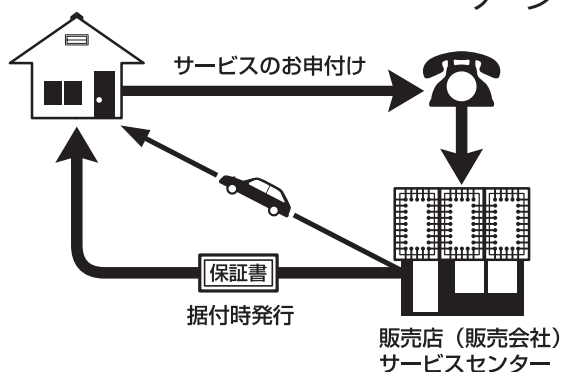 サービスのお申付け
保証書
据付時発行
販売店（販売会社）
サービスセンター